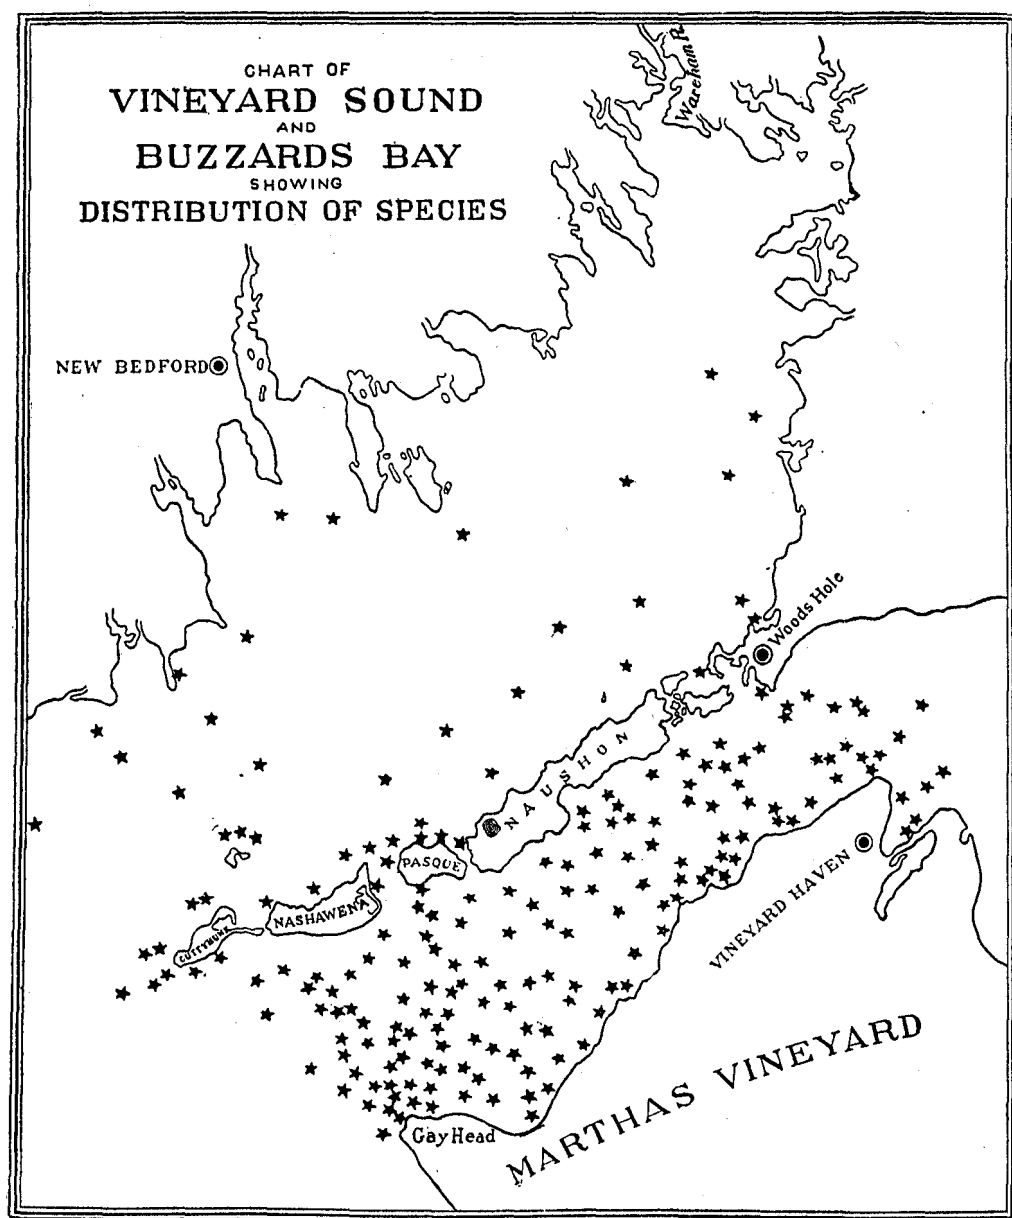 CHART OF
VINEYARD SOUND
AND
BUZZARDS BAY
SHOWING
DISTRIBUTION OF SPECIES
Wareham R.
NEW BEDFORD
Woods Hole
NAUSHON
PASQUE
NASHAWENA
CUTTYHUNK
VINEYARD HAVEN
MARTHAS VINEYARD
Gay Head